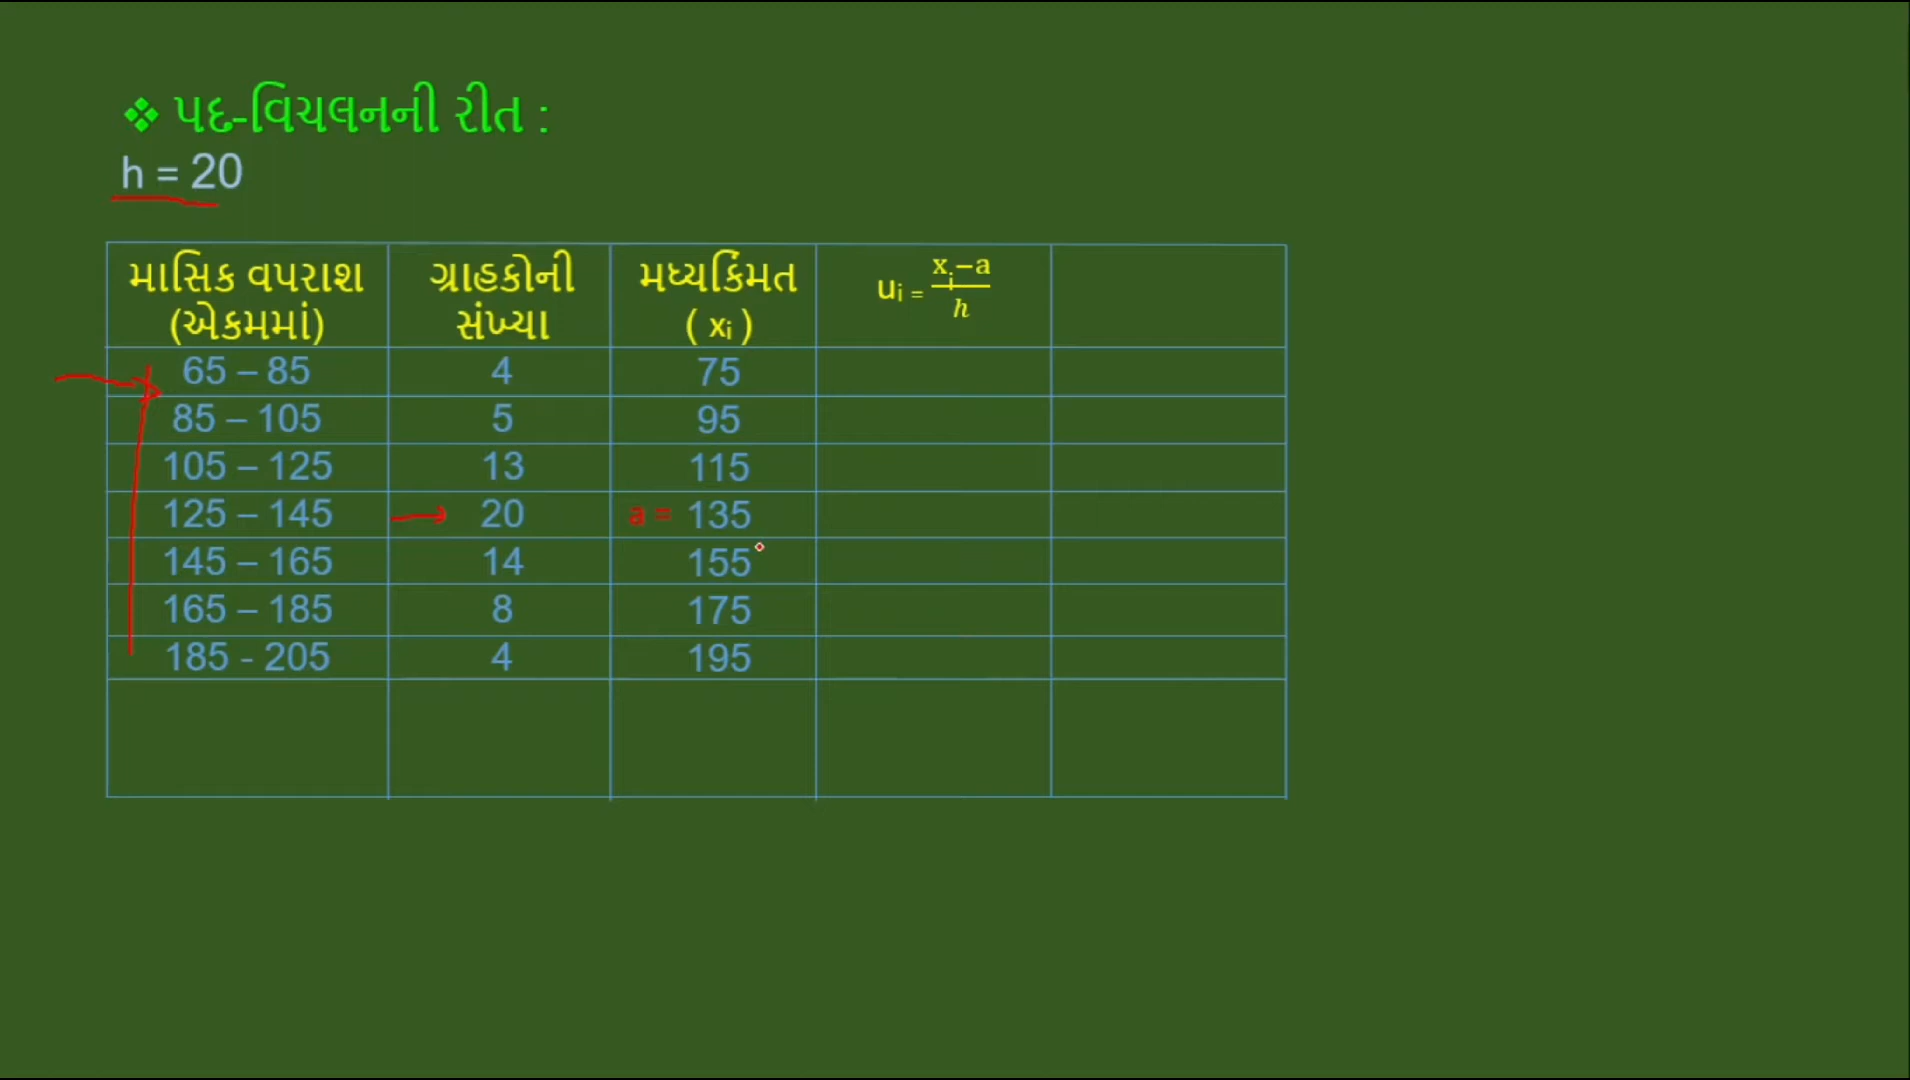 ❖ પદ-વિચલનની રીત :
h = 20
માસિક વપરાશ (એકમમાં) ગ્રાહકોની સંખ્યા મધ્યકિંમત ( xᵢ ) uᵢ = xᵢ−a / h
65 – 85 4 75
85 – 105 5 95
105 – 125 13 115
125 – 145 20 a = 135
145 – 165 14 155
165 – 185 8 175
185 - 205 4 195